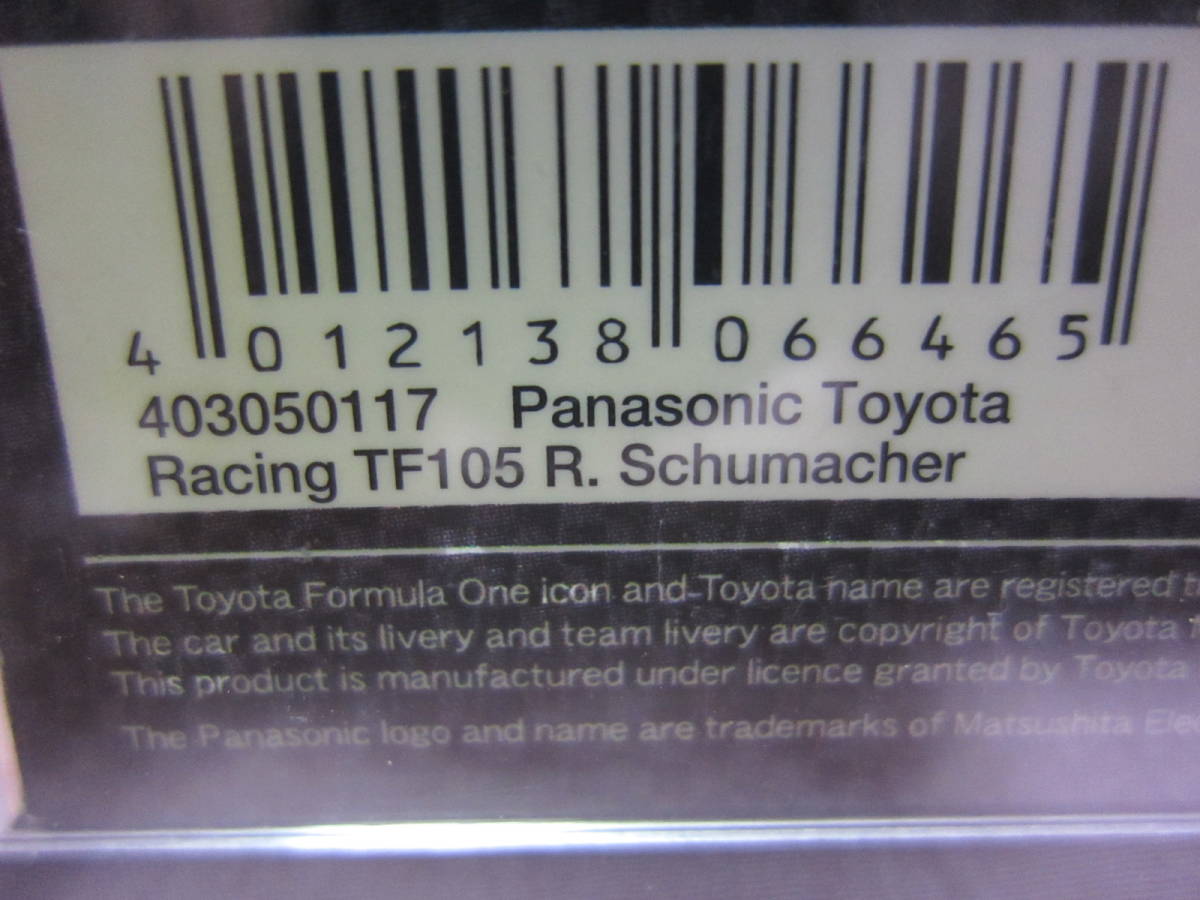 4 012138 066465
403050117 Panasonic Toyota
Racing TF105 R. Schumacher
The Toyota Formula One icon and Toyota name are registered
The car and its livery and team livery are copyright of Toyota
This product is manufactured under licence granted by Toyota
The Panasonic logo and name are trademarks of Matsushita